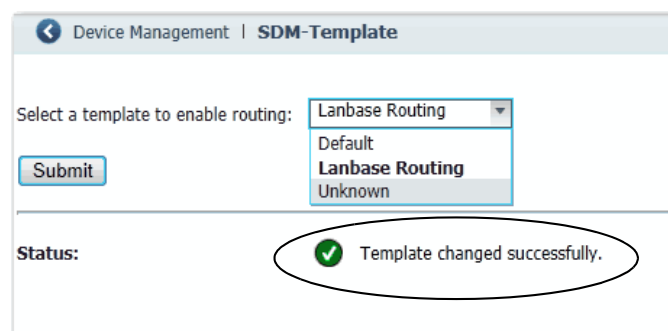 Device Management | SDM-Template
Select a template to enable routing: Lanbase Routing
Default
Lanbase Routing
Unknown
Submit
Status: Template changed successfully.